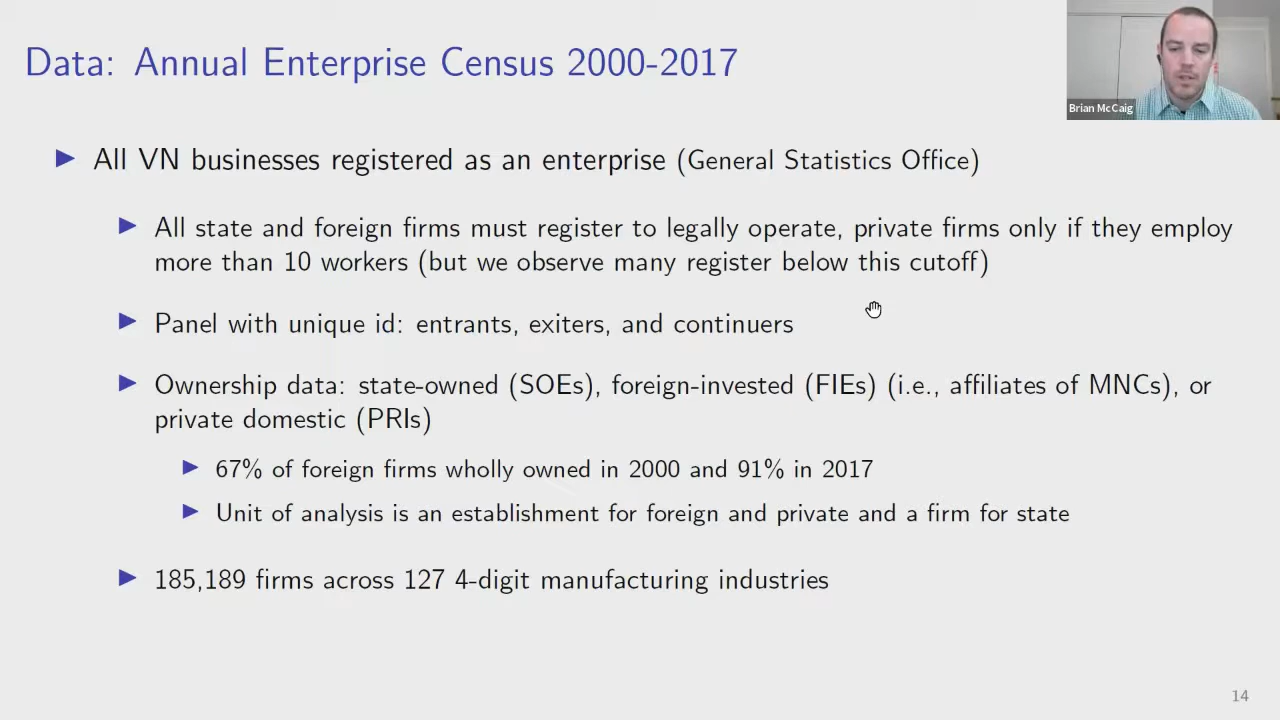 Data: Annual Enterprise Census 2000-2017
Brian McCaig
▶ All VN businesses registered as an enterprise (General Statistics Office)
▶ All state and foreign firms must register to legally operate, private firms only if they employ
more than 10 workers (but we observe many register below this cutoff)
▶ Panel with unique id: entrants, exiters, and continuers
▶ Ownership data: state-owned (SOEs), foreign-invested (FIEs) (i.e., affiliates of MNCs), or
private domestic (PRIs)
▶ 67% of foreign firms wholly owned in 2000 and 91% in 2017
▶ Unit of analysis is an establishment for foreign and private and a firm for state
▶ 185,189 firms across 127 4-digit manufacturing industries
14